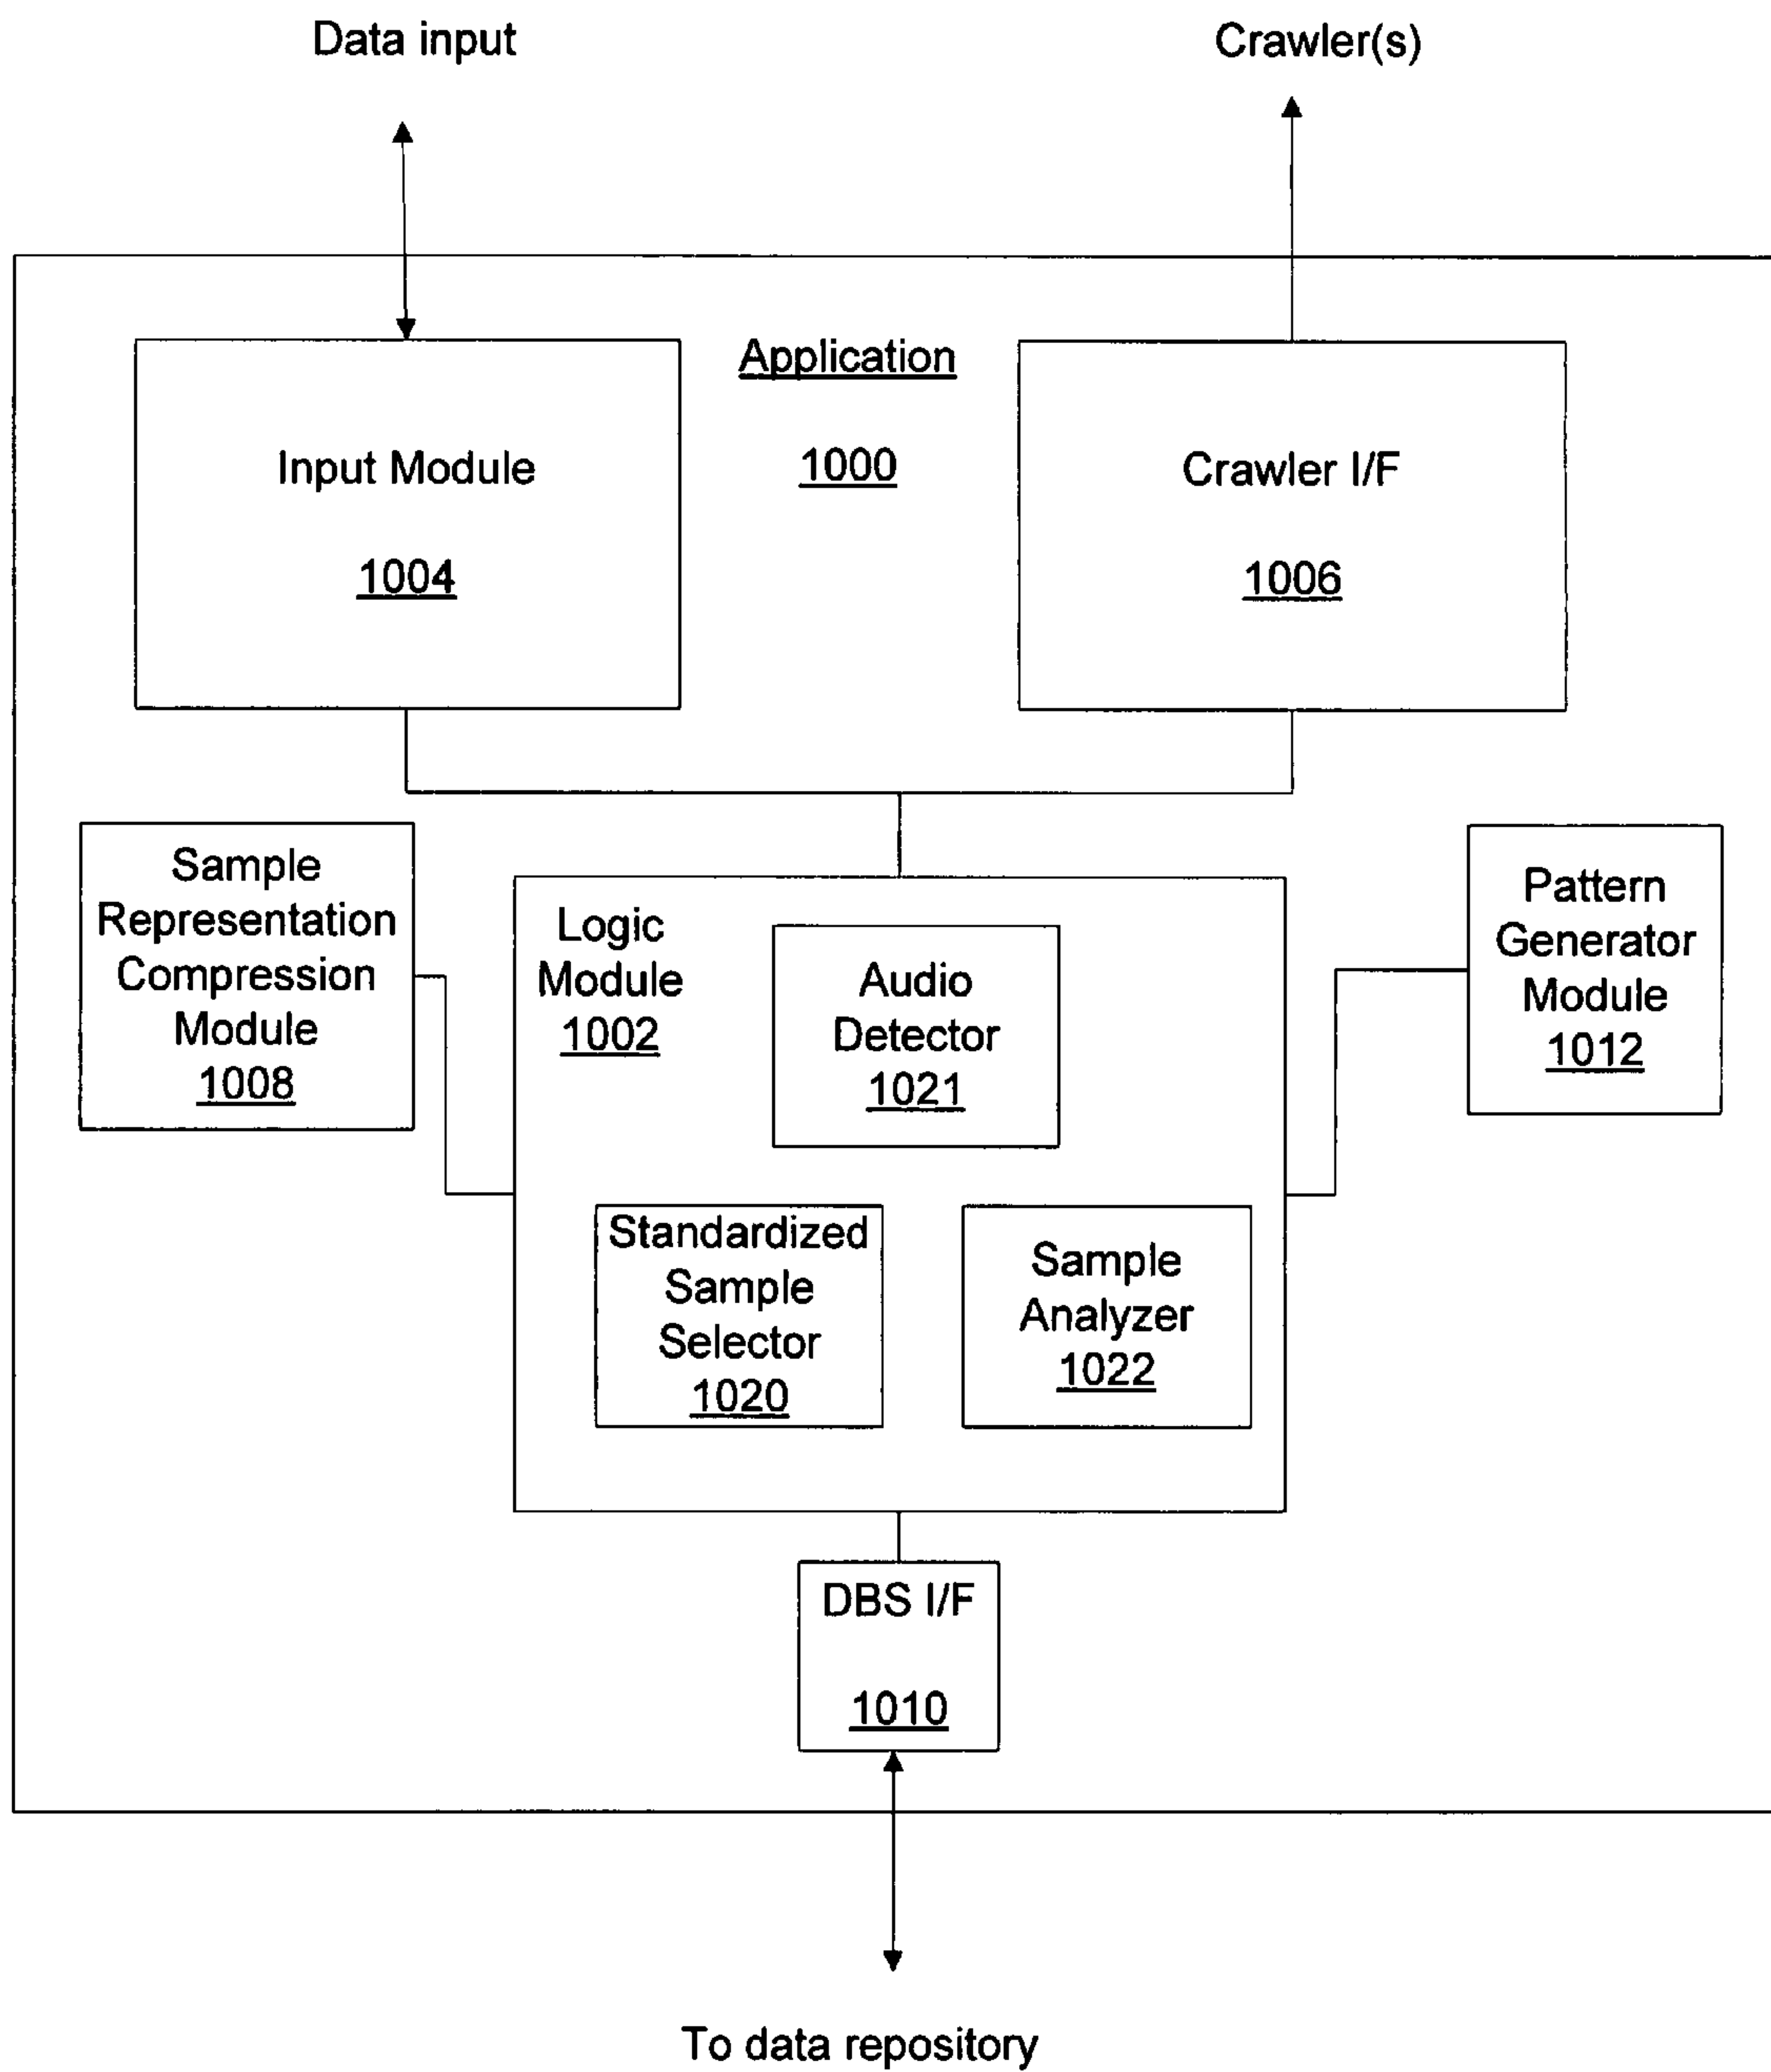 Data input
Crawler(s)
Application
1000
Input Module
1004
Crawler I/F
1006
Sample
Representation
Compression
Module
1008
Logic
Module
1002
Audio
Detector
1021
Pattern
Generator
Module
1012
Standardized
Sample
Selector
1020
Sample
Analyzer
1022
DBS I/F
1010
To data repository